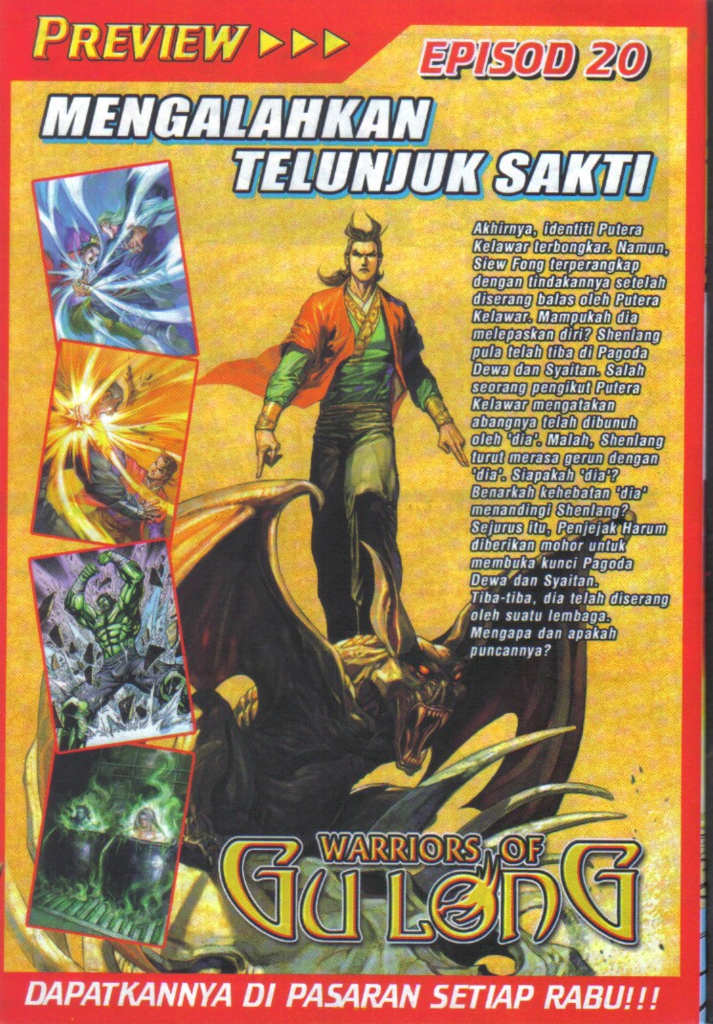 PREVIEW
EPISOD 20
MENGALAHKAN
TELUNJUK SAKTI
Akhirnya, identiti Putera
Kelawar terbongkar. Namun,
Siew Fong terperangkap
dengan tindakannya setelah
diserang balas oleh Putera
Kelawar. Mampukah dia
melepaskan diri? Shenlang
pula telah tiba di Pagoda
Dewa dan Syaitan. Salah
seorang pengikut Putera
Kelawar mengatakan
abangnya telah dibunuh
oleh 'dia'. Malah, Shenlang
turut merasa gerun dengan
'dia'. Siapakah 'dia'?
Benarkah kehebatan 'dia'
menandingi Shenlang?
Sejurus itu, Penjejak Harum
diberikan mohor untuk
membuka kunci Pagoda
Dewa dan Syaitan.
Tiba-tiba, dia telah diserang
oleh suatu lembaga.
Mengapa dan apakah
puncannya?
WARRIORS OF
GU LONG
DAPATKANNYA DI PASARAN SETIAP RABU!!!